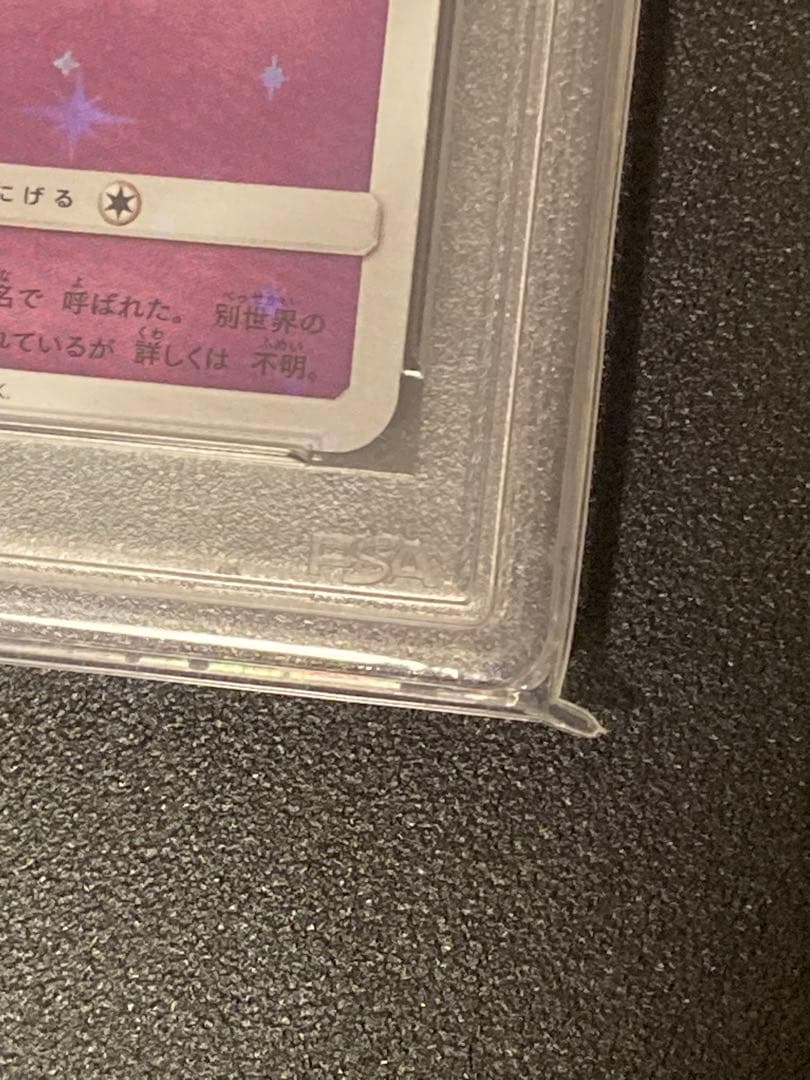 にげる
名で 呼ばれた。 別世界の
れているが 詳しくは 不明。
K.
PSA